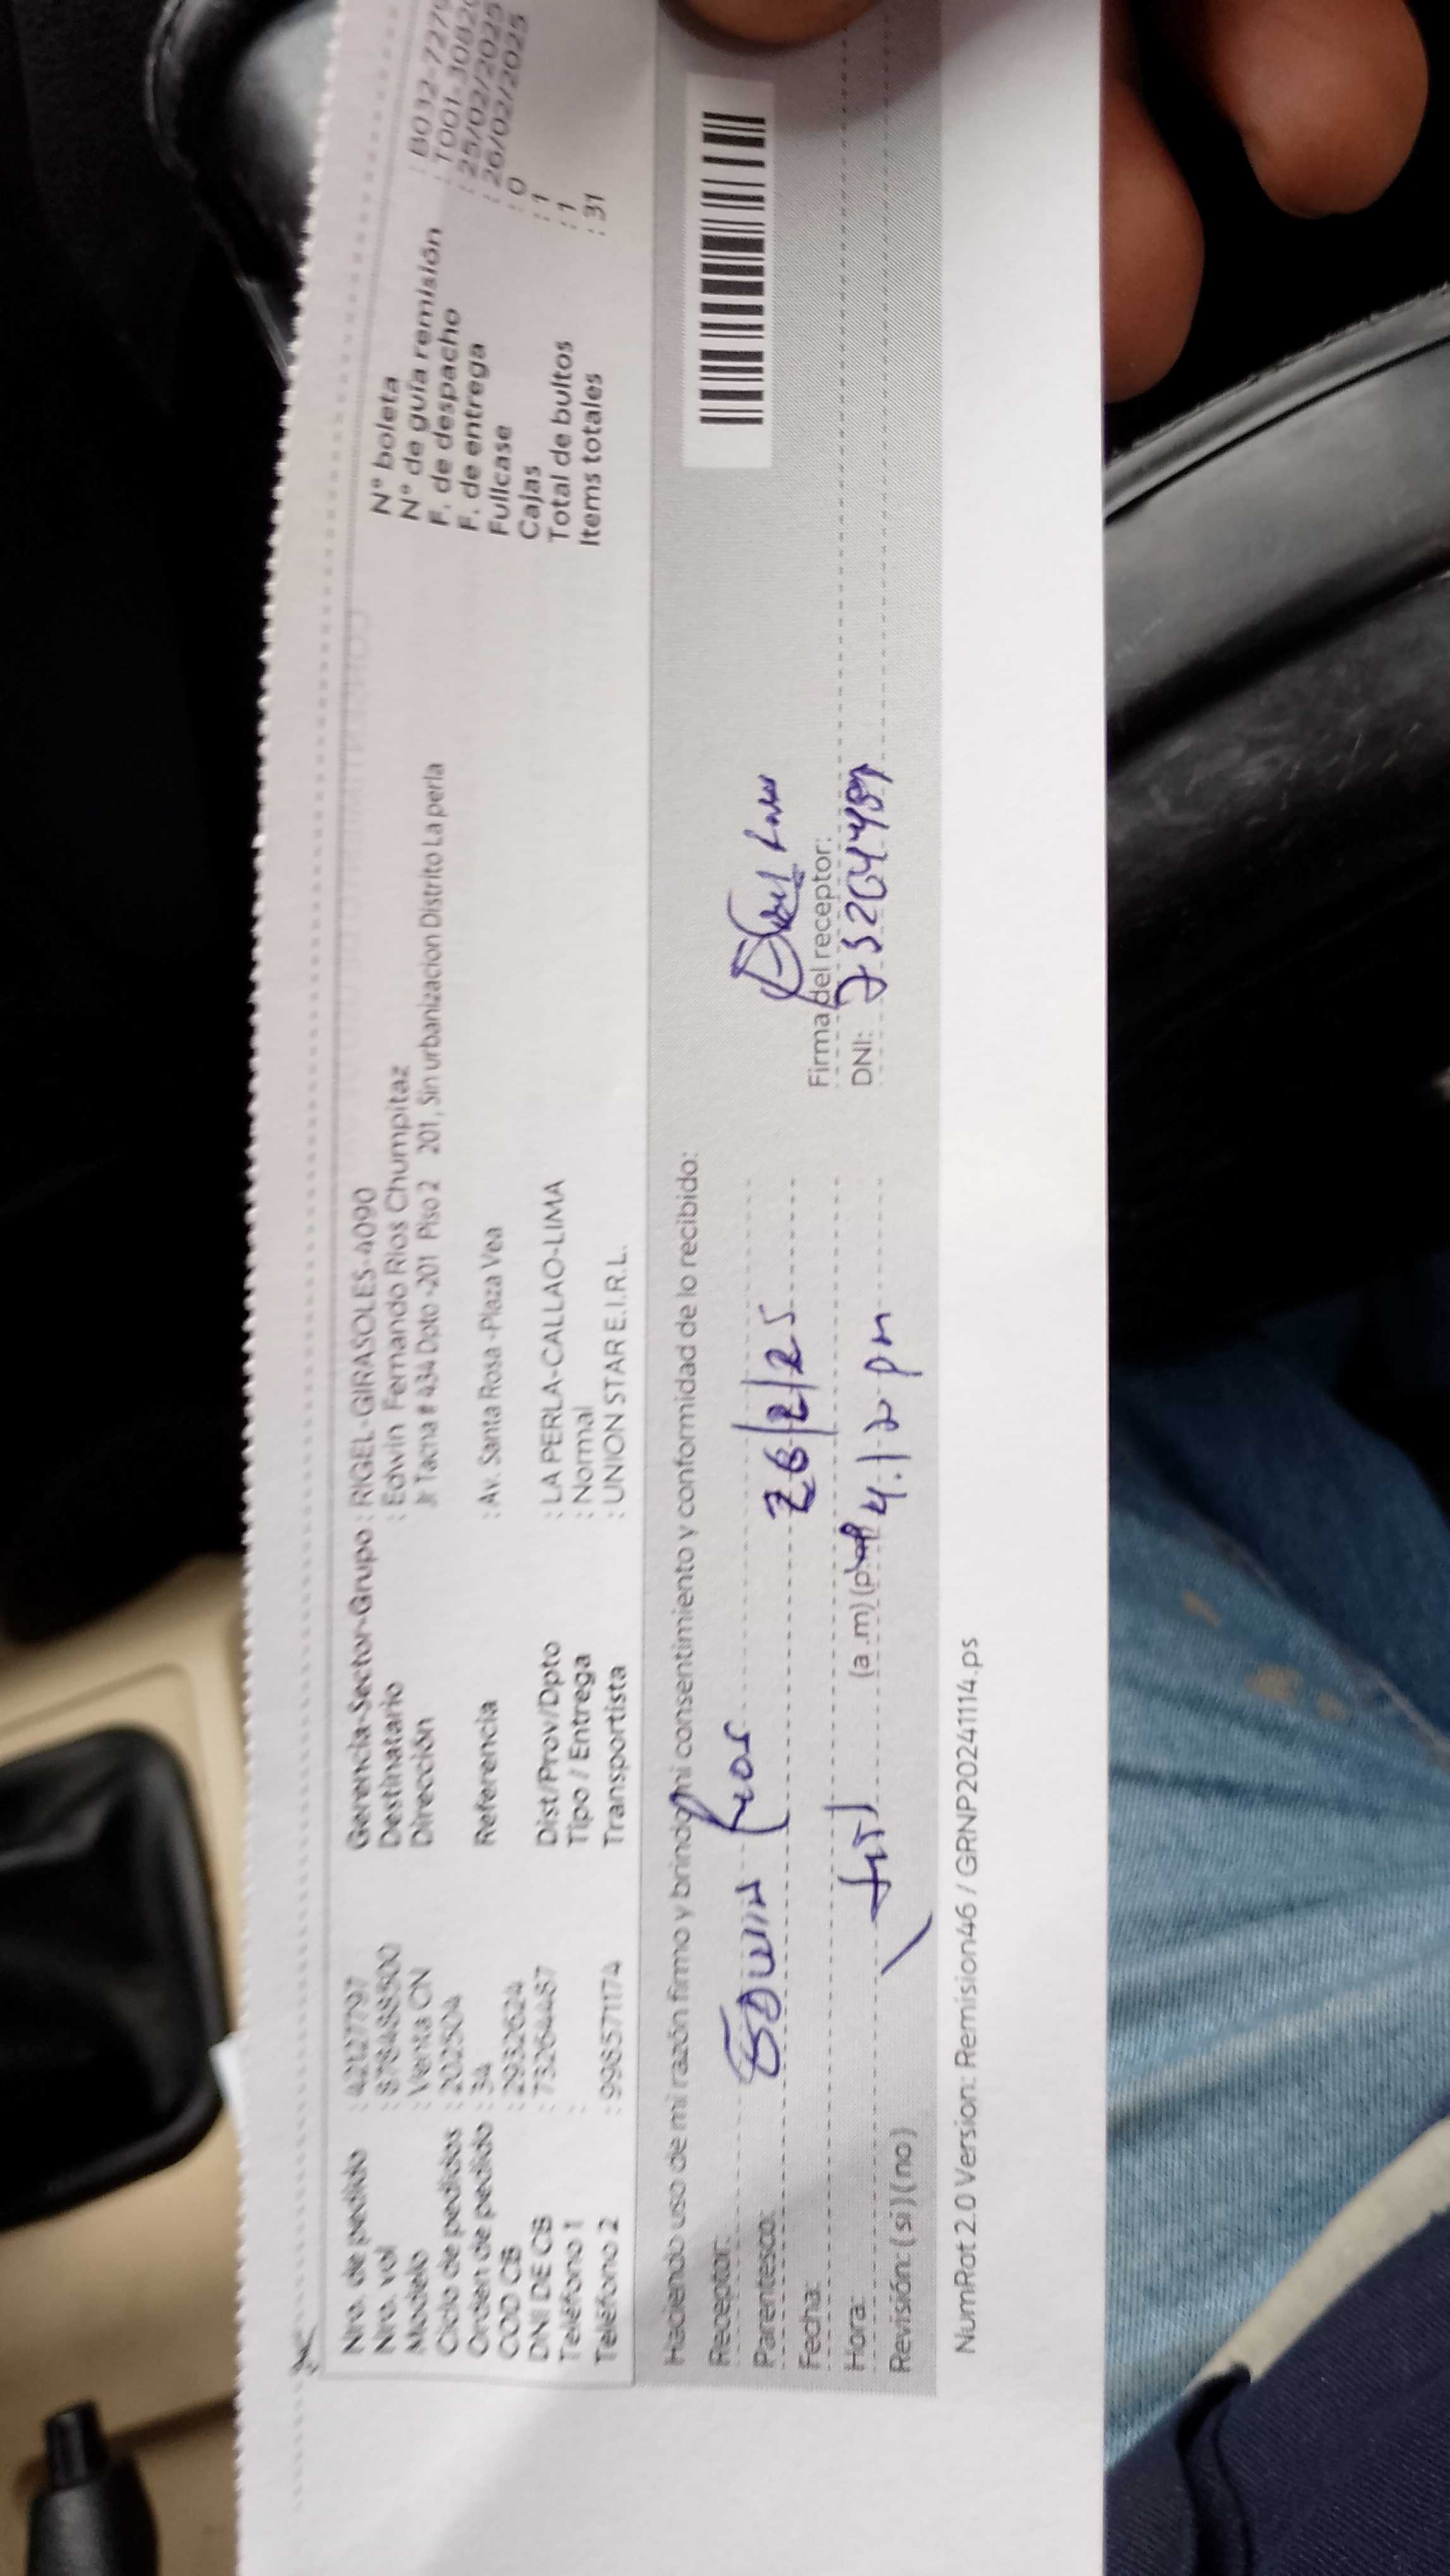 Nro. de pedido : 42127797
Nro. vol
Modelo : Venta CN
Ciclo de pedidos : 202504
Orden de pedido : 34
COD CB : 2932624
DNI DE CB : 73264487
Teléfono 1 :
Teléfono 2
Gerencia-Sector-Grupo : RIGEL-GIRASOLES-4090
Destinatario : Edwin Fernando Rios Chumpitaz
Dirección Jr Tacna # 434 Dpto -201 Piso 2 201, Sin urbanizacion Distrito La perla
Referencia : Av. Santa Rosa -Plaza Vea
Dist/Prov/Dpto : LA PERLA-CALLAO-LIMA
Tipo / Entrega : Normal
Transportista : UNION STAR E.I.R.L.
N° boleta : B032-7279
N° de guía remisión : T001-3082
F. de despacho : 25/02/2025
F. de entrega : 26/02/2025
Fullcase : 0
Cajas : 1
Total de bultos : 1
Items totales : 31
Haciendo uso de mi razón firmo y brindo mi consentimiento y conformidad de lo recibido:
Receptor: EDWIN Rios
Parentesco:
Fecha: 26/2/25
Hora: (a.m) 4:12 pm
Revisión: ( si ) ( no )
Firma del receptor:
DNI: 73264487
NumRot 2.0 Version: Remision46 / GRNP20241114.ps